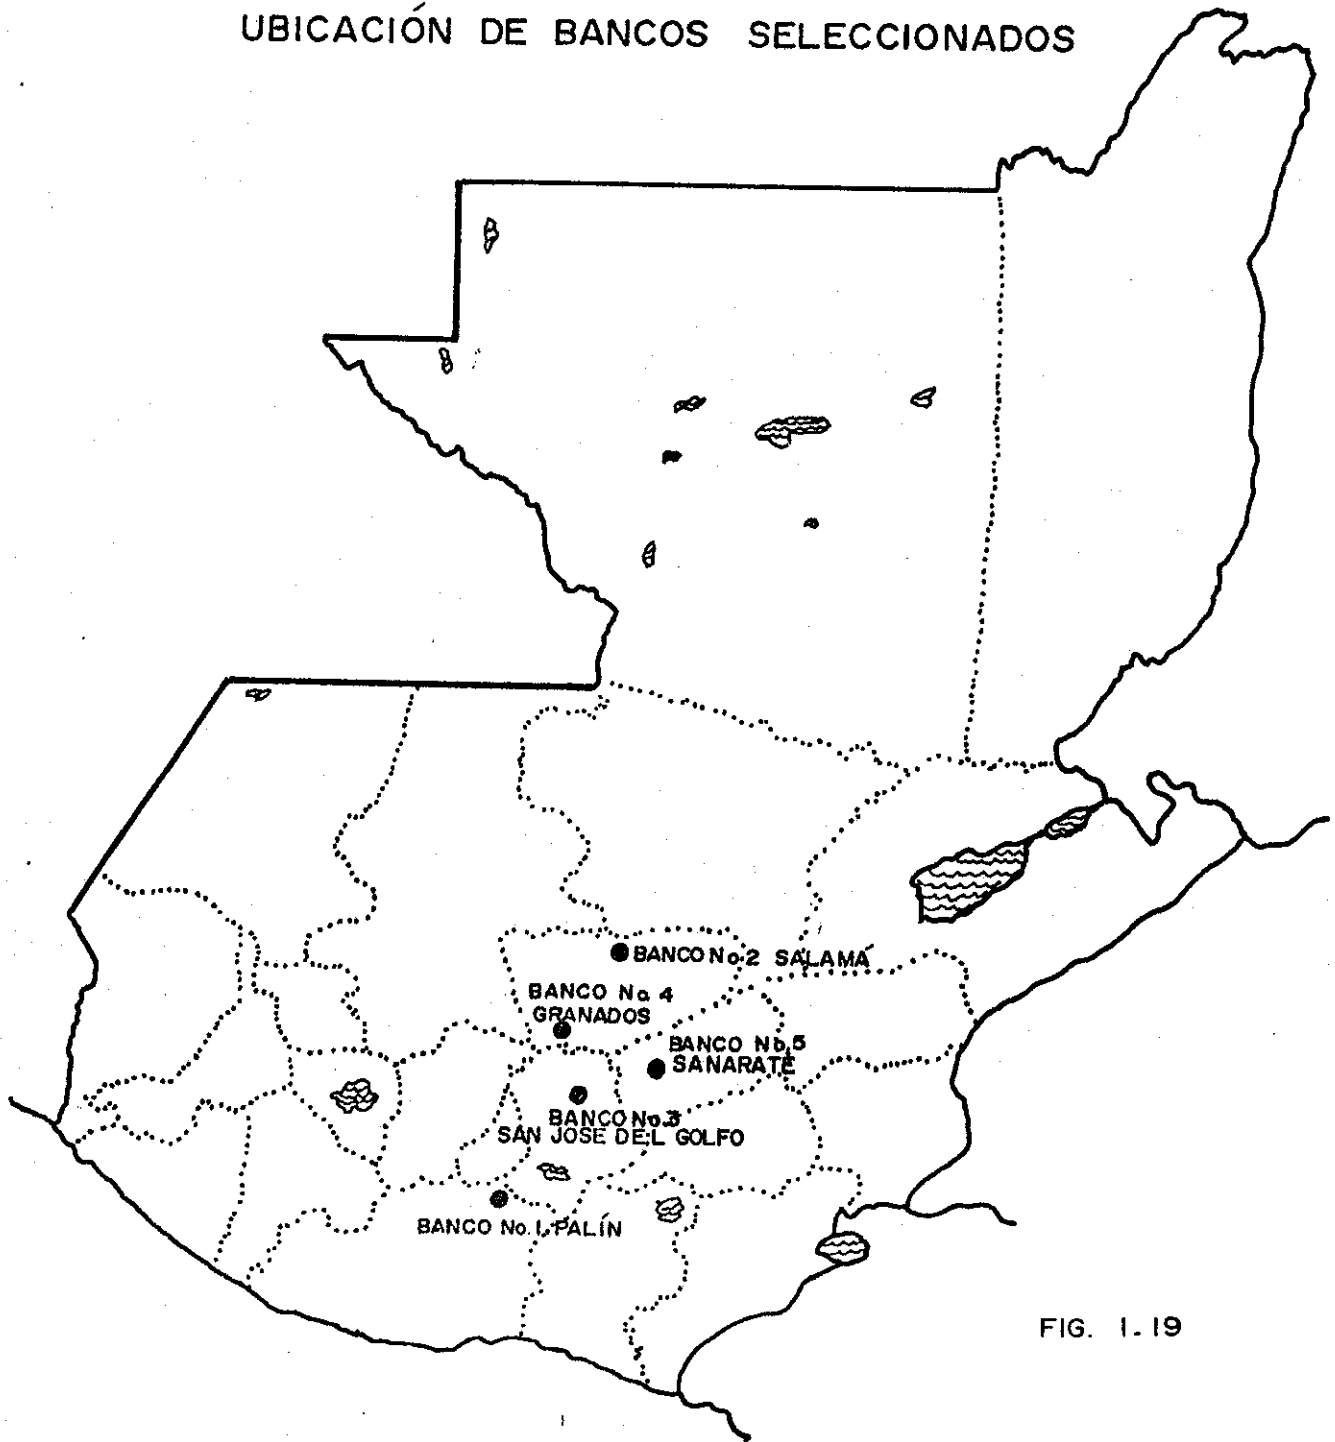 UBICACIÓN DE BANCOS SELECCIONADOS
BANCO No.2 SALAMÁ
BANCO No. 4
GRANADOS
BANCO No.5
SANARATE
BANCO No.3
SAN JOSE DEL GOLFO
BANCO No. 1, PALÍN
FIG. 1.19